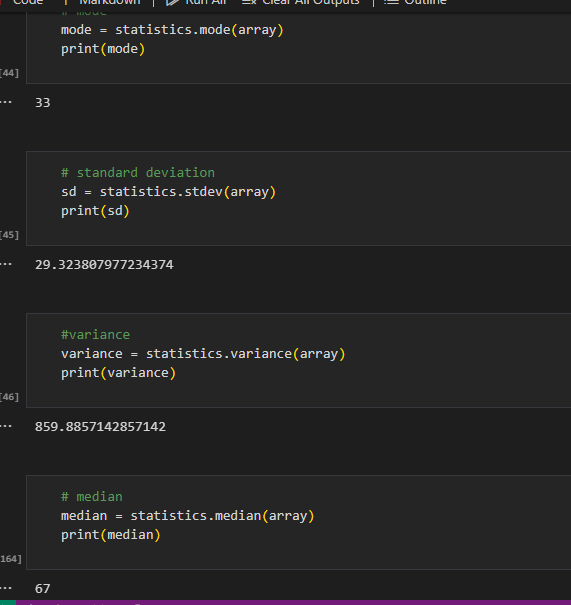 Code
Markdown
Run All
Clear All Outputs
Outline
# mode
mode = statistics.mode(array)
print(mode)
[44]
...
33
# standard deviation
sd = statistics.stdev(array)
print(sd)
[45]
...
29.323807977234374
#variance
variance = statistics.variance(array)
print(variance)
[46]
...
859.8857142857142
# median
median = statistics.median(array)
print(median)
164]
...
67